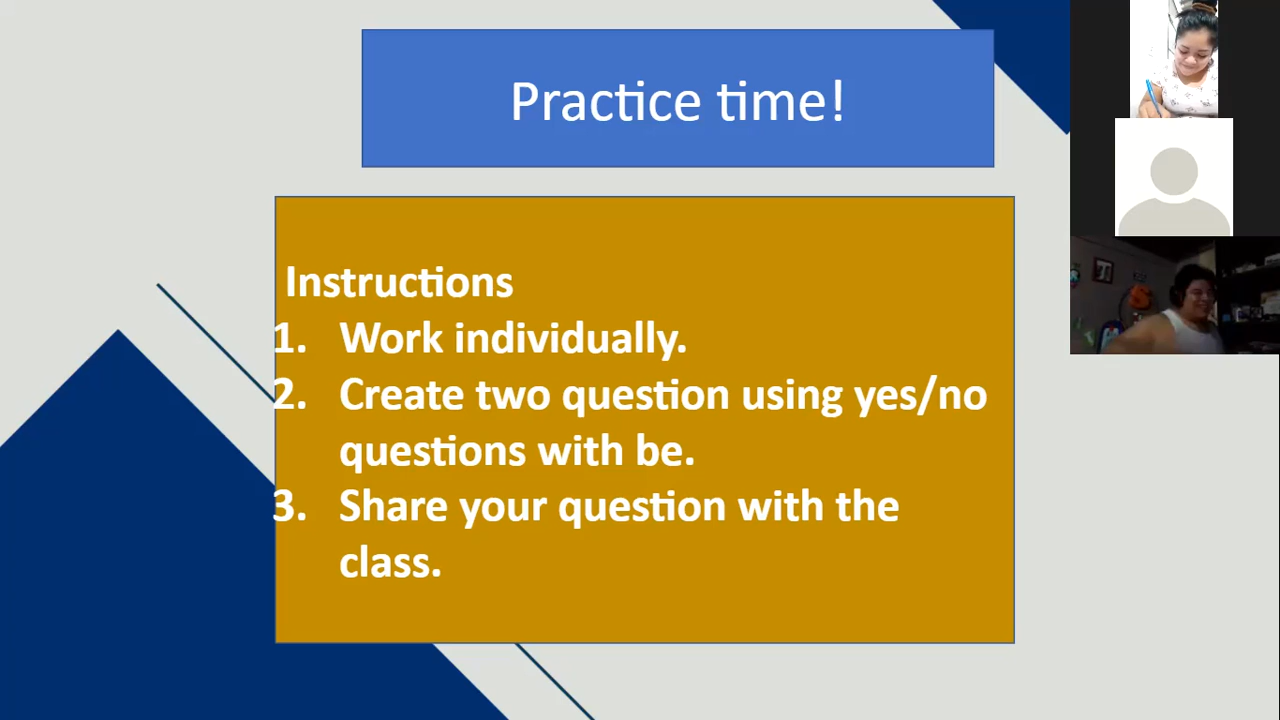 Practice time!
Instructions
1. Work individually.
2. Create two question using yes/no
questions with be.
3. Share your question with the
class.